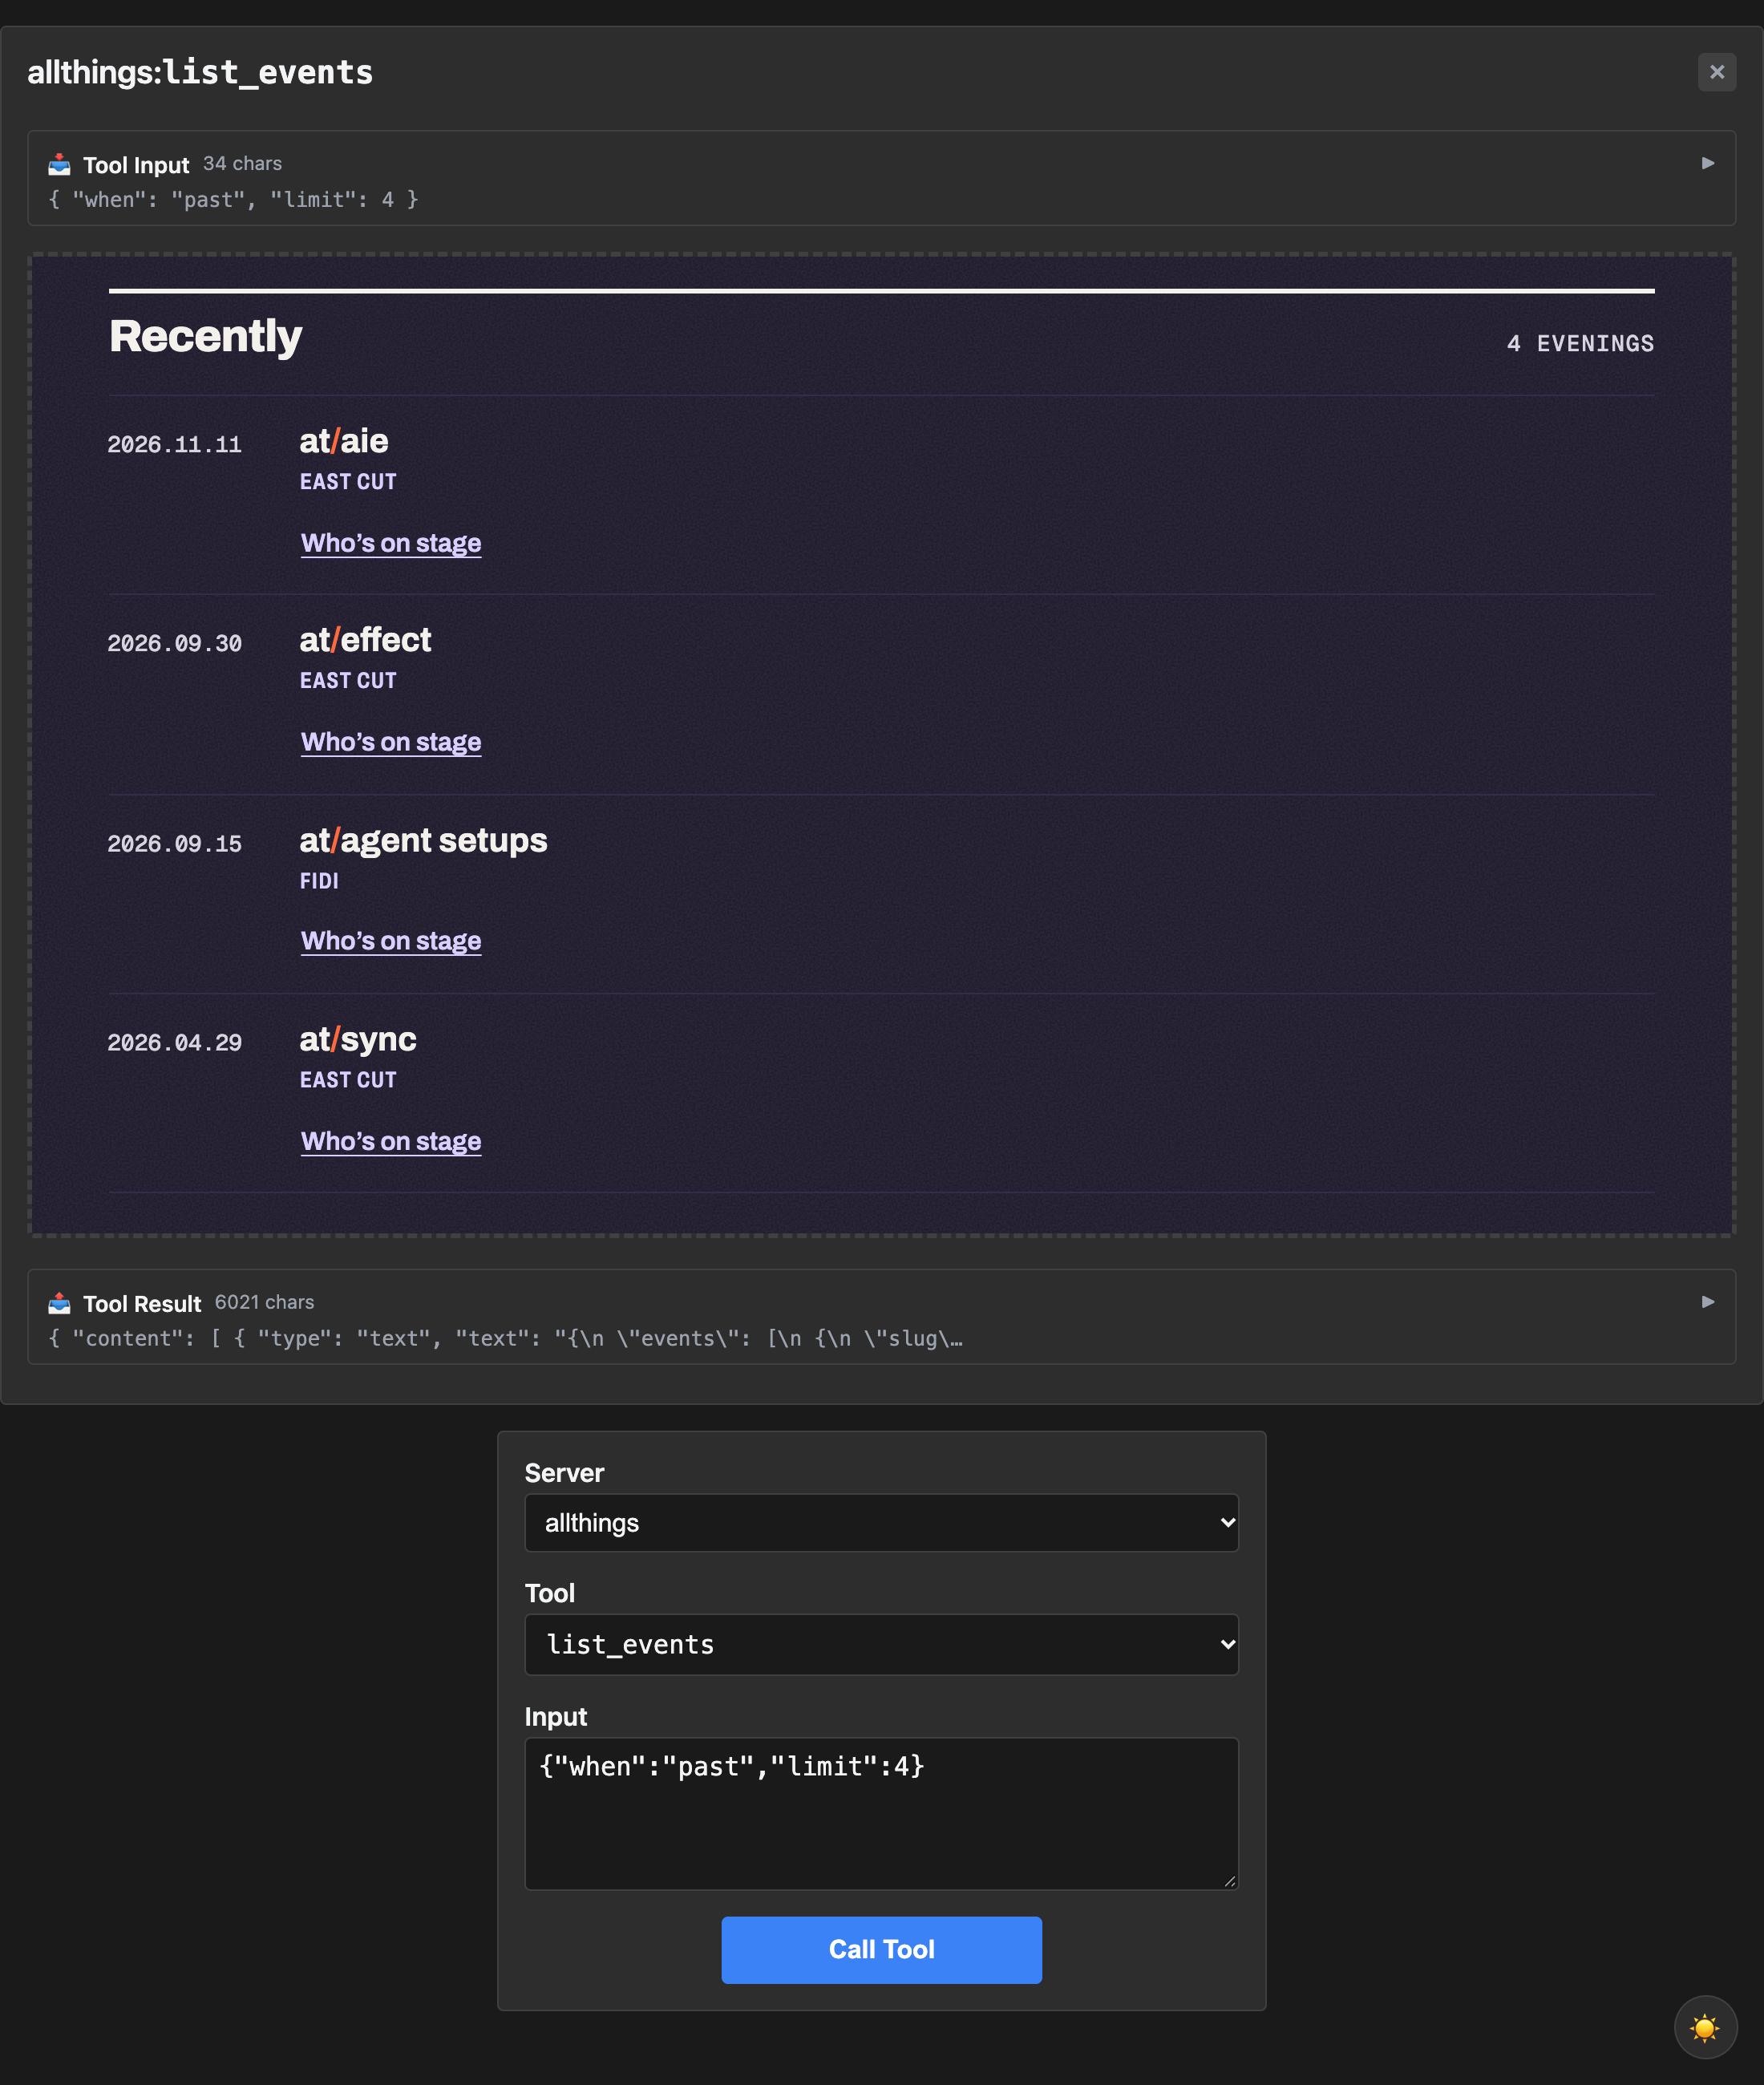 allthings:list_events
×
📥 Tool Input 34 chars
▶
{ "when": "past", "limit": 4 }
Recently
4 EVENINGS
2026.11.11
at/aie
EAST CUT
Who’s on stage
2026.09.30
at/effect
EAST CUT
Who’s on stage
2026.09.15
at/agent setups
FIDI
Who’s on stage
2026.04.29
at/sync
EAST CUT
Who’s on stage
📤 Tool Result 6021 chars
▶
{ "content": [ { "type": "text", "text": "{\n \"events\": [\n {\n \"slug\…
Server
allthings
Tool
list_events
Input
{"when":"past","limit":4}
Call Tool